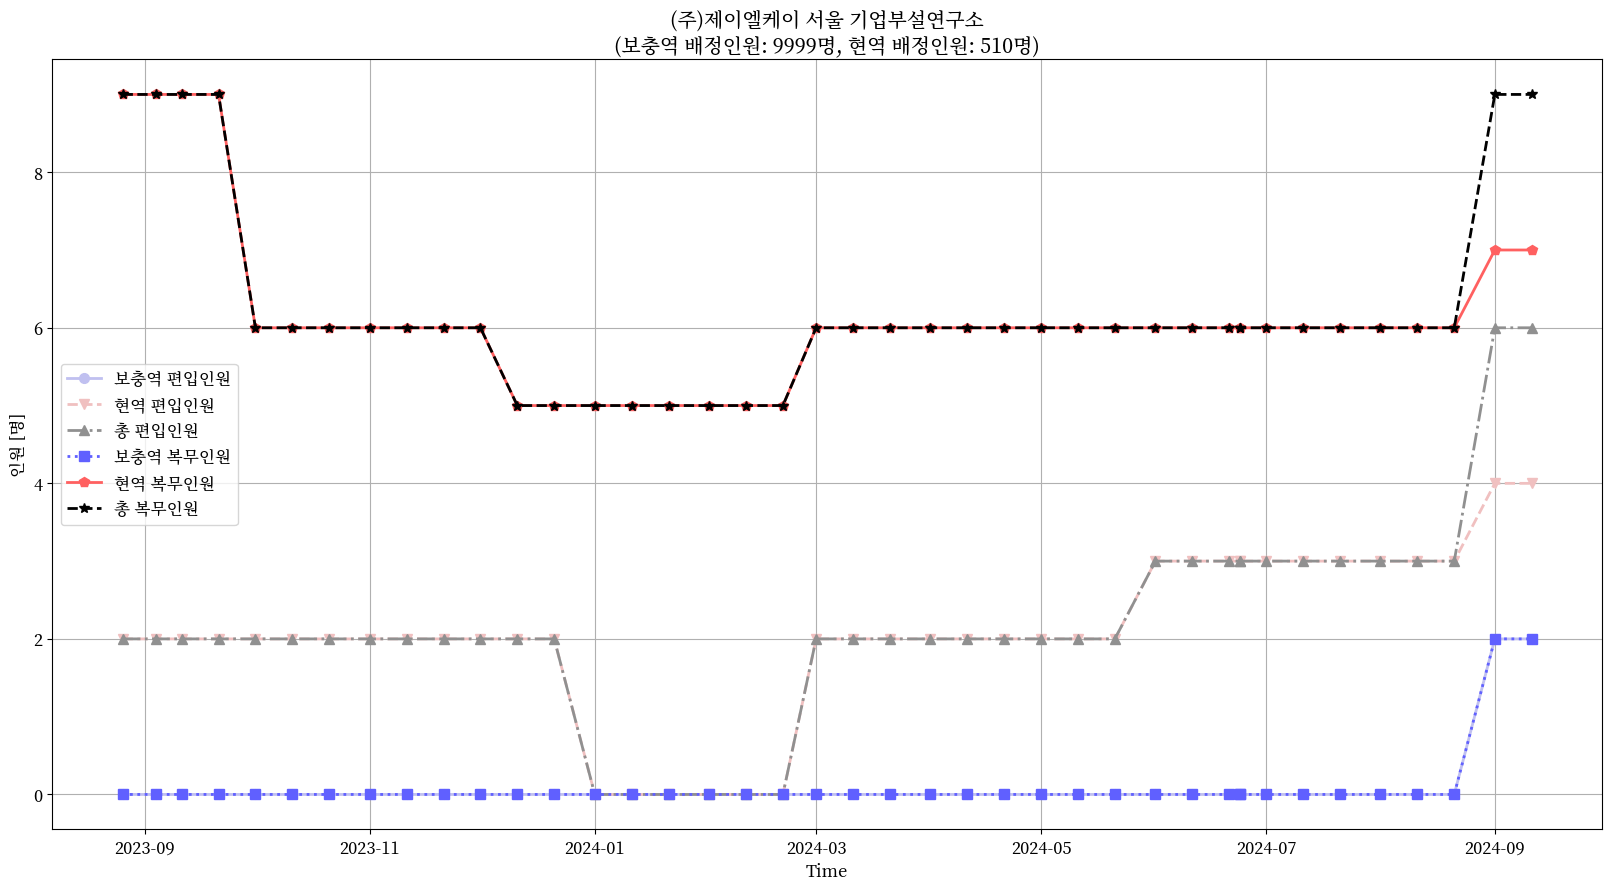 (주)제이엘케이 서울 기업부설연구소
(보충역 배정인원: 9999명, 현역 배정인원: 510명)
인원 [명]
8
6
4
2
0
보충역 편입인원
현역 편입인원
총 편입인원
보충역 복무인원
현역 복무인원
총 복무인원
2023-09
2023-11
2024-01
2024-03
2024-05
2024-07
2024-09
Time